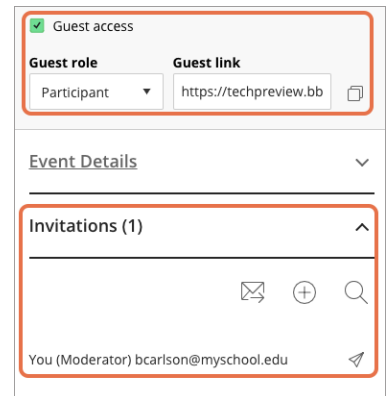 Guest access
Guest role Guest link
Participant https://techpreview.bb
Event Details
Invitations (1)
You (Moderator) bcarlson@myschool.edu